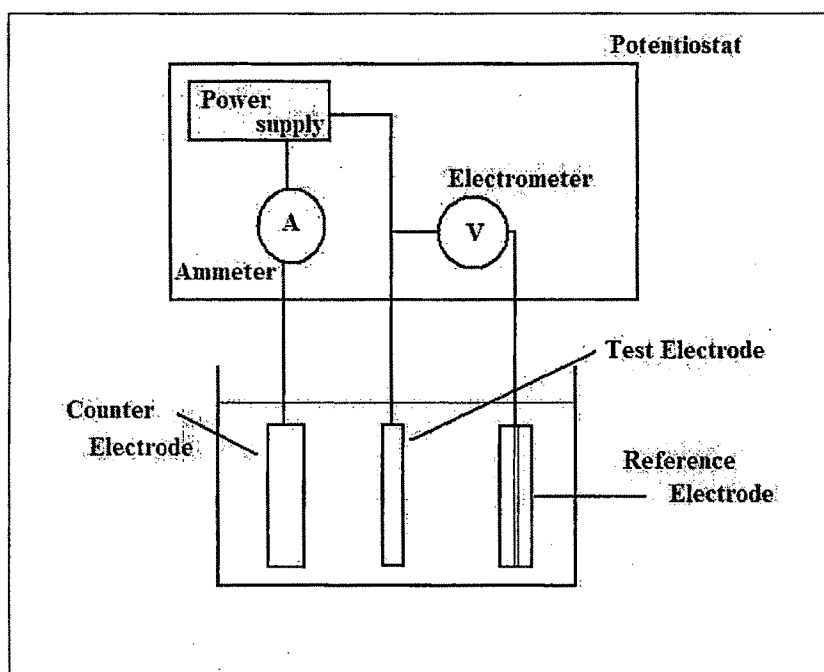 Potentiostat
Power
supply
Electrometer
A
V
Ammeter
Test Electrode
Counter
Electrode
Reference
Electrode